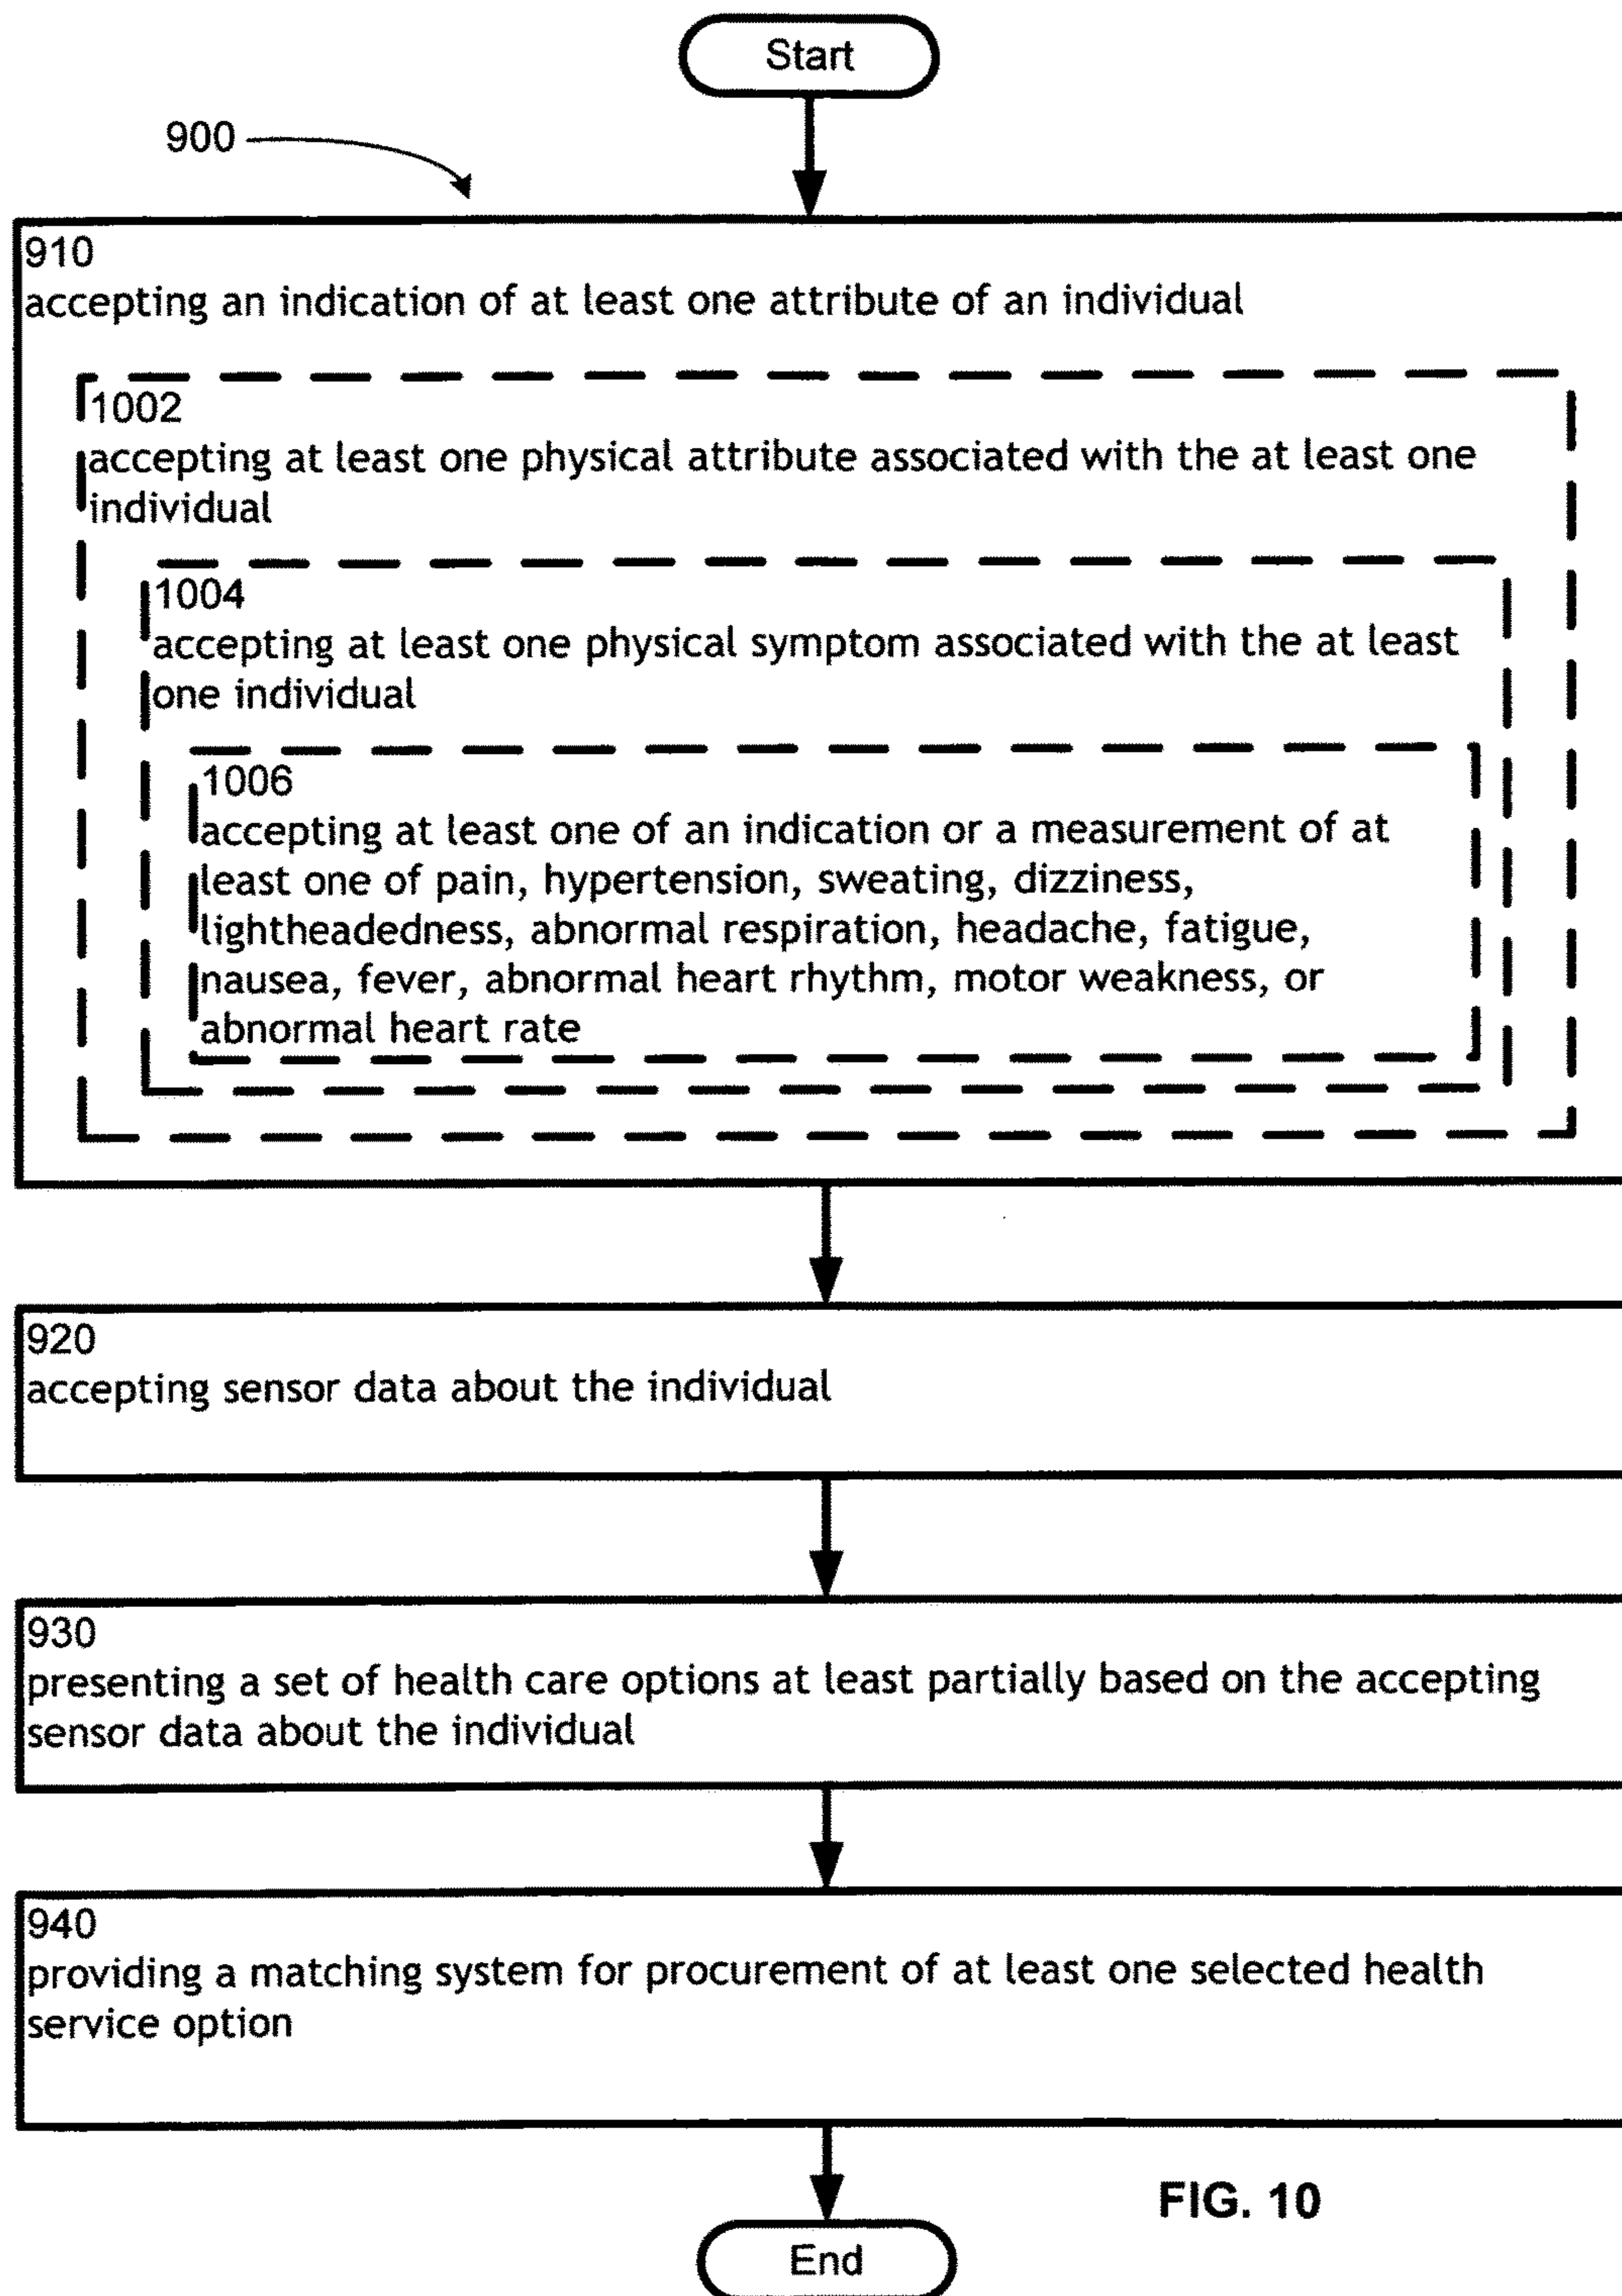 Start
900
910
accepting an indication of at least one attribute of an individual
1002
accepting at least one physical attribute associated with the at least one
individual
1004
accepting at least one physical symptom associated with the at least
one individual
1006
accepting at least one of an indication or a measurement of at
least one of pain, hypertension, sweating, dizziness,
lightheadedness, abnormal respiration, headache, fatigue,
nausea, fever, abnormal heart rhythm, motor weakness, or
abnormal heart rate
920
accepting sensor data about the individual
930
presenting a set of health care options at least partially based on the accepting
sensor data about the individual
940
providing a matching system for procurement of at least one selected health
service option
FIG. 10
End